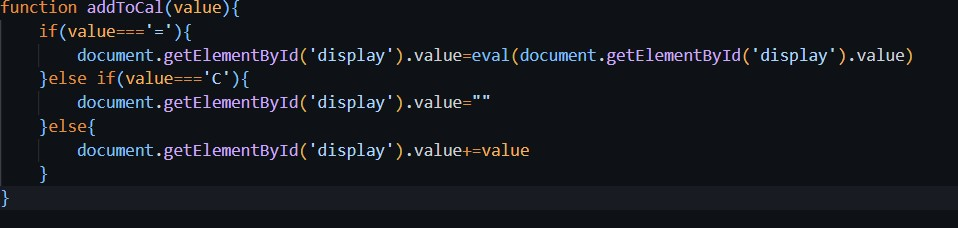 function addToCal(value){
    if(value==='='){
        document.getElementById('display').value=eval(document.getElementById('display').value)
    }else if(value==='C'){
        document.getElementById('display').value=""
    }else{
        document.getElementById('display').value+=value
    }
}